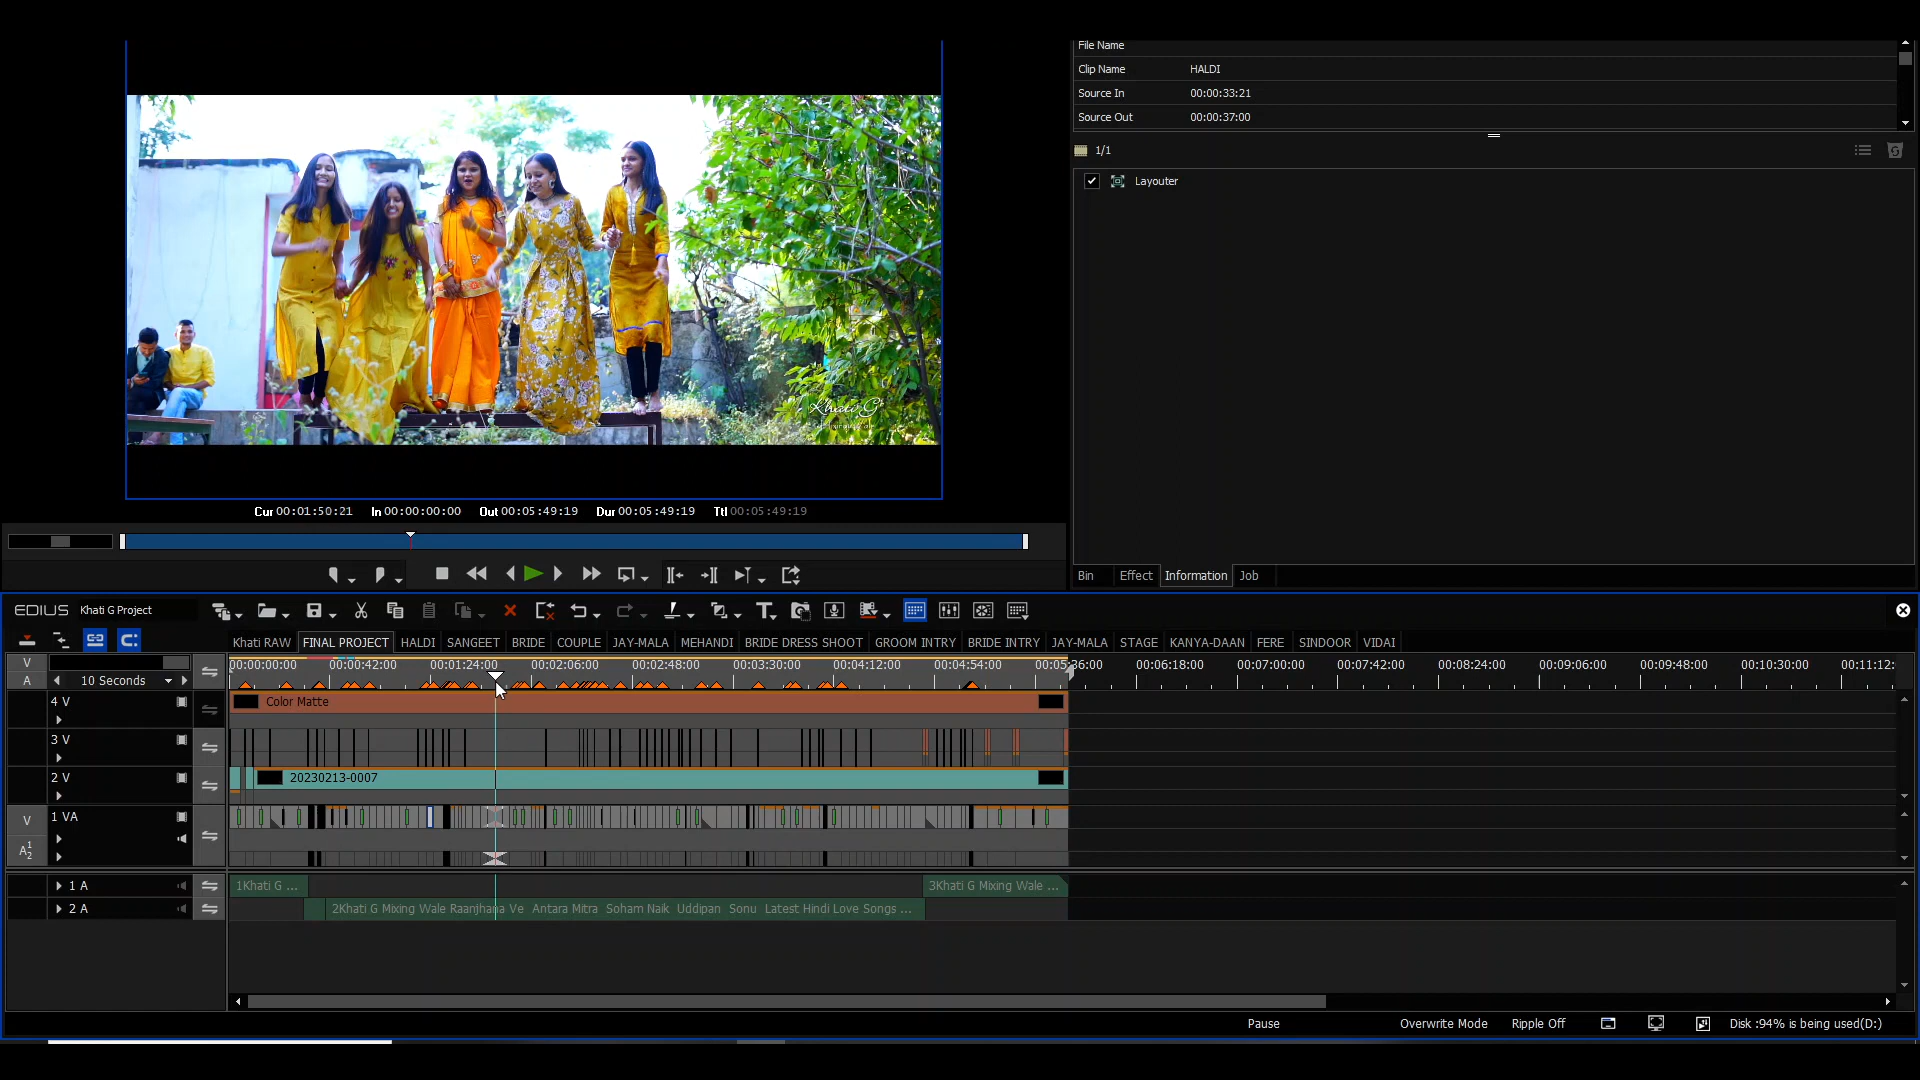 File Name
Clip Name HALDI
Source In 00:00:33:21
Source Out 00:00:37:00
1/1
Layouter
Khati G
Cur 00:01:50:21 In 00:00:00:00 Out 00:05:49:19 Dur 00:05:49:19 Ttl 00:05:49:19
Bin Effect Information Job
EDIUS Khati G Project
Khati RAW FINAL PROJECT HALDI SANGEET BRIDE COUPLE JAY-MALA MEHANDI BRIDE DRESS SHOOT GROOM INTRY BRIDE INTRY JAY-MALA STAGE KANYA-DAAN FERE SINDOOR VIDAI
V 00:00:00:00 00:00:42:00 00:01:24:00 00:02:06:00 00:02:48:00 00:03:30:00 00:04:12:00 00:04:54:00 00:05:36:00 00:06:18:00 00:07:00:00 00:07:42:00 00:08:24:00 00:09:06:00 00:09:48:00 00:10:30:00 00:11:12:
A 10 Seconds
4 V Color Matte
3 V
2 V 20230213-0007
V 1 VA
A 1 2
1 A 1Khati G ... 3Khati G Mixing Wale ...
2 A 2Khati G Mixing Wale Raanjhana Ve Antara Mitra Soham Naik Uddipan Sonu Latest Hindi Love Songs ...
Pause Overwrite Mode Ripple Off Disk :94% is being used(D:)